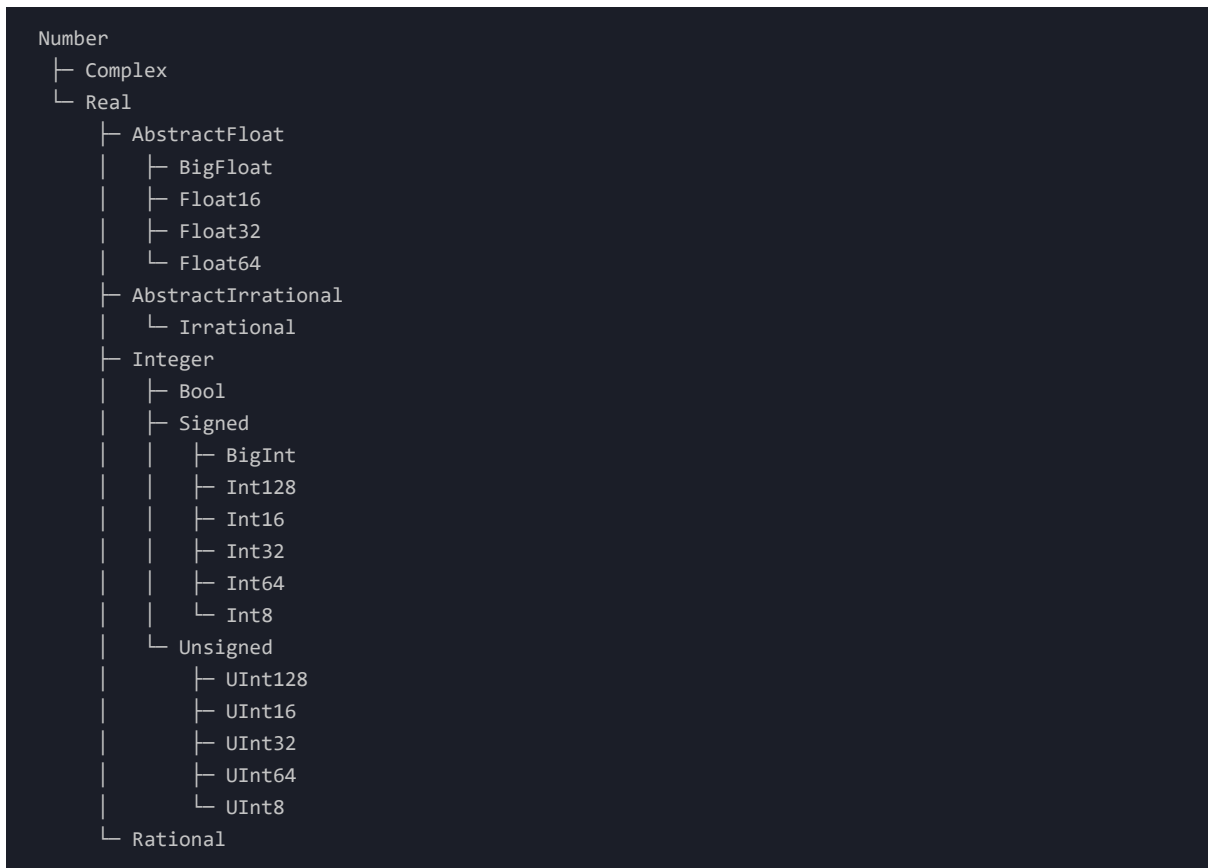 Number
├─ Complex
└─ Real
    ├─ AbstractFloat
    │   ├─ BigFloat
    │   ├─ Float16
    │   ├─ Float32
    │   └─ Float64
    ├─ AbstractIrrational
    │   └─ Irrational
    ├─ Integer
    │   ├─ Bool
    │   ├─ Signed
    │   │   ├─ BigInt
    │   │   ├─ Int128
    │   │   ├─ Int16
    │   │   ├─ Int32
    │   │   ├─ Int64
    │   │   └─ Int8
    │   └─ Unsigned
    │       ├─ UInt128
    │       ├─ UInt16
    │       ├─ UInt32
    │       ├─ UInt64
    │       └─ UInt8
    └─ Rational